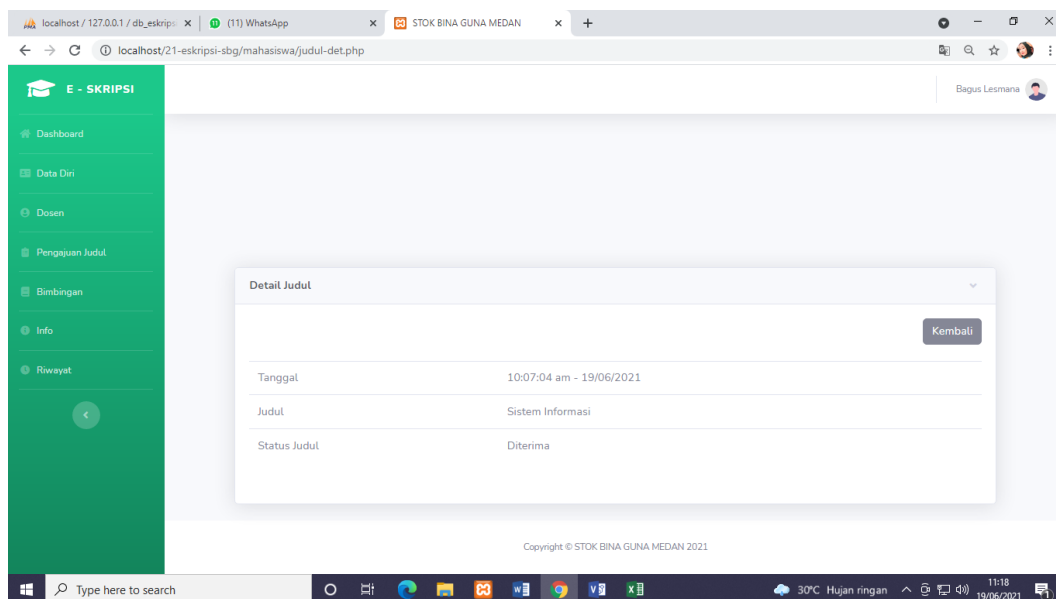 localhost / 127.0.0.1 / db_eskrips
(11) WhatsApp
STOK BINA GUNA MEDAN
localhost/21-eskripsi-sbg/mahasiswa/judul-det.php
E - SKRIPSI
Bagus Lesmana
Dashboard
Data Diri
Dosen
Pengajuan Judul
Bimbingan
Info
Riwayat
Detail Judul
Kembali
Tanggal 10:07:04 am - 19/06/2021
Judul Sistem Informasi
Status Judul Diterima
Copyright © STOK BINA GUNA MEDAN 2021
Type here to search
30°C Hujan ringan
11:18
19/06/2021